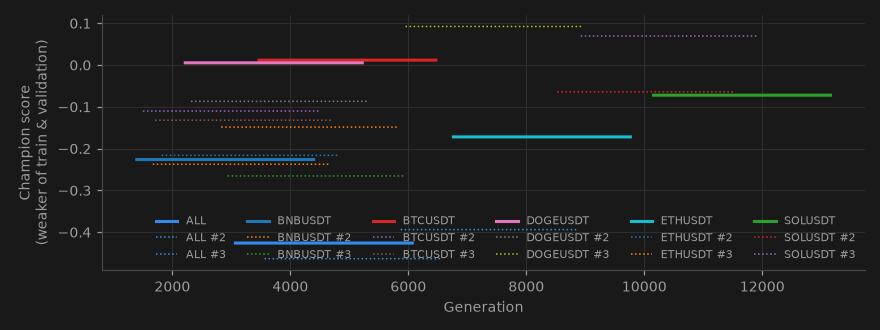 0.1
0.0
−0.1
−0.2
−0.3
−0.4
Champion score
(weaker of train & validation)
ALL BNBUSDT BTCUSDT DOGEUSDT ETHUSDT SOLUSDT
ALL #2 BNBUSDT #2 BTCUSDT #2 DOGEUSDT #2 ETHUSDT #2 SOLUSDT #2
ALL #3 BNBUSDT #3 BTCUSDT #3 DOGEUSDT #3 ETHUSDT #3 SOLUSDT #3
2000 4000 6000 8000 10000 12000
Generation